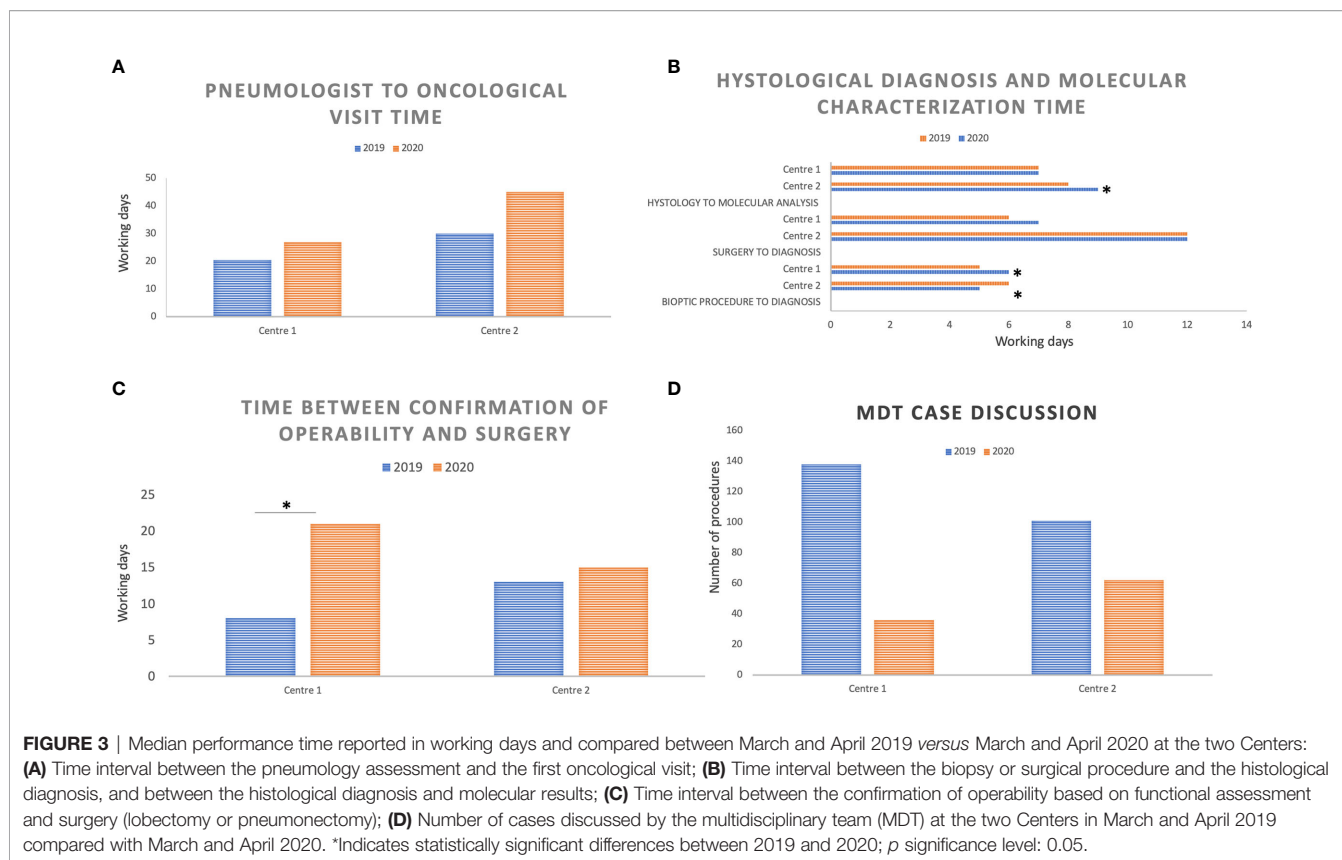 A
PNEUMOLOGIST TO ONCOLOGICAL
VISIT TIME
2019 2020
50
40
30
20
10
0
Working days
Centre 1 Centre 2
B
HYSTOLOGICAL DIAGNOSIS AND MOLECULAR
CHARACTERIZATION TIME
2019 2020
Centre 1
Centre 2 *
HYSTOLOGY TO MOLECULAR ANALYSIS
Centre 1
Centre 2
SURGERY TO DIAGNOSIS
Centre 1 *
Centre 2 *
BIOPTIC PROCEDURE TO DIAGNOSIS
0 2 4 6 8 10 12 14
Working days
C
TIME BETWEEN CONFIRMATION OF
OPERABILITY AND SURGERY
2019 2020
25
20
15
10
5
0
Working days
*
Centre 1 Centre 2
D
MDT CASE DISCUSSION
2019 2020
160
140
120
100
80
60
40
20
0
Number of procedures
Centre 1 Centre 2
FIGURE 3 | Median performance time reported in working days and compared between March and April 2019 versus March and April 2020 at the two Centers:
(A) Time interval between the pneumology assessment and the first oncological visit; (B) Time interval between the biopsy or surgical procedure and the histological
diagnosis, and between the histological diagnosis and molecular results; (C) Time interval between the confirmation of operability based on functional assessment
and surgery (lobectomy or pneumonectomy); (D) Number of cases discussed by the multidisciplinary team (MDT) at the two Centers in March and April 2019
compared with March and April 2020. *Indicates statistically significant differences between 2019 and 2020; p significance level: 0.05.